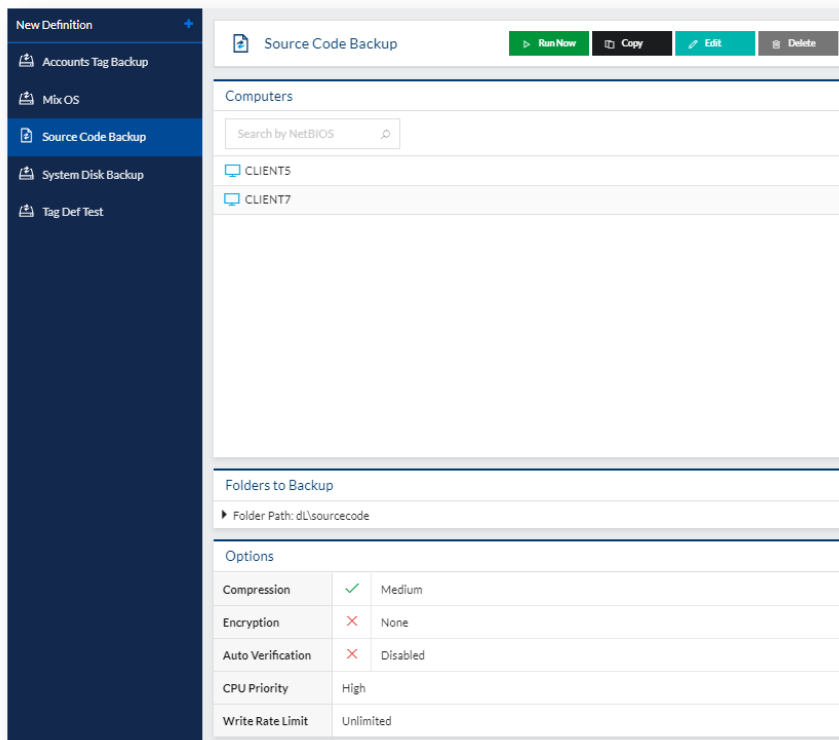 New Definition +
Accounts Tag Backup
Mix OS
Source Code Backup
System Disk Backup
Tag Def Test
Source Code Backup
Run Now
Copy
Edit
Delete
Computers
Search by NetBIOS
CLIENT5
CLIENT7
Folders to Backup
Folder Path: dL\sourcecode
Options
Compression Medium
Encryption None
Auto Verification Disabled
CPU Priority High
Write Rate Limit Unlimited